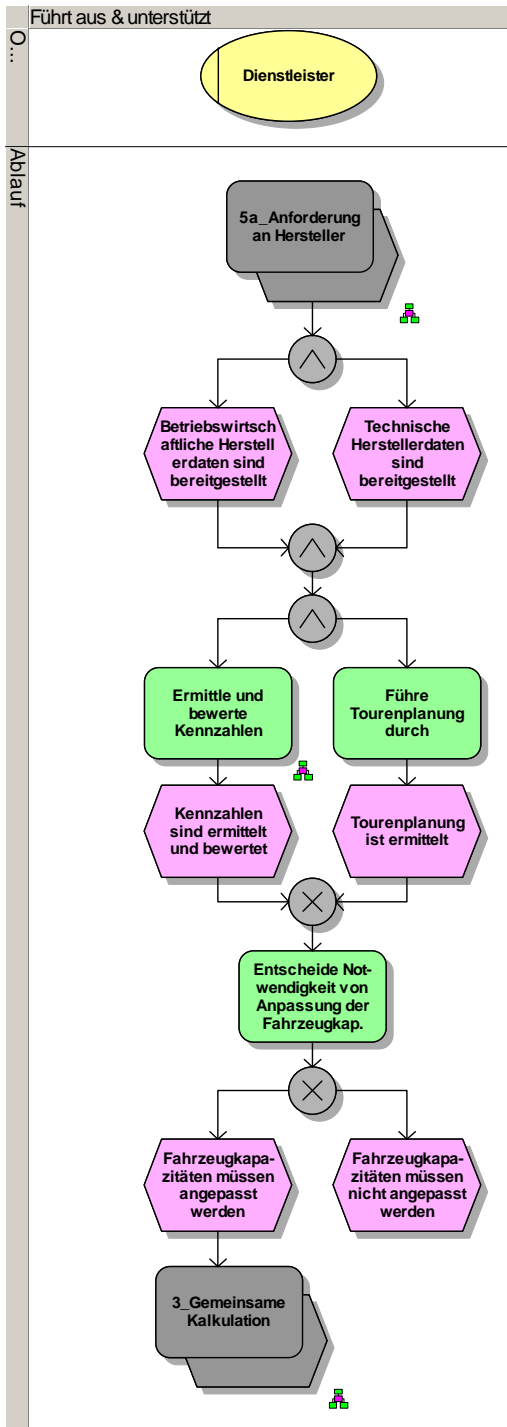 Führt aus & unterstützt
O...
Dienstleister
Ablauf
5a_Anforderung
an Hersteller
Betriebswirtsch
aftliche Herstell
erdaten sind
bereitgestellt
Technische
Herstellerdaten
sind
bereitgestellt
Ermittle und
bewerte
Kennzahlen
Führe
Tourenplanung
durch
Kennzahlen
sind ermittelt
und bewertet
Tourenplanung
ist ermittelt
Entscheide Not-
wendigkeit von
Anpassung der
Fahrzeugkap.
Fahrzeugkapa-
zitäten müssen
angepasst
werden
Fahrzeugkapa-
zitäten müssen
nicht angepasst
werden
3_Gemeinsame
Kalkulation